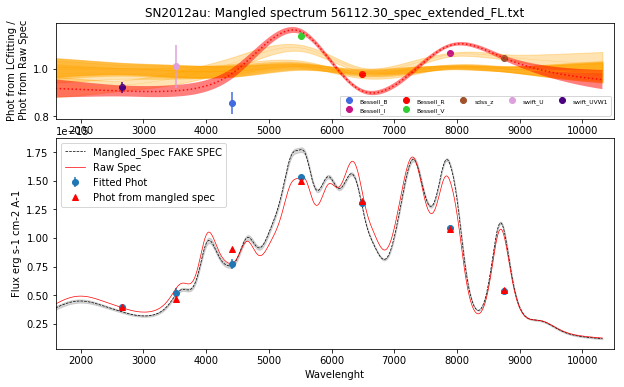 SN2012au: Mangled spectrum 56112.30_spec_extended_FL.txt
Phot from LCfitting /
Phot from Raw Spec
1.0
0.8
Bessell_B
Bessell_I
Bessell_R
Bessell_V
sdss_z
swift_U
swift_UVW1
2000 3000 4000 5000 6000 7000 8000 9000 10000
Flux erg s-1 cm-2 A-1
1.75
1.50
1.25
1.00
0.75
0.50
0.25
Mangled_Spec FAKE SPEC
Raw Spec
Fitted Phot
Phot from mangled spec
2000 3000 4000 5000 6000 7000 8000 9000 10000
Wavelenght